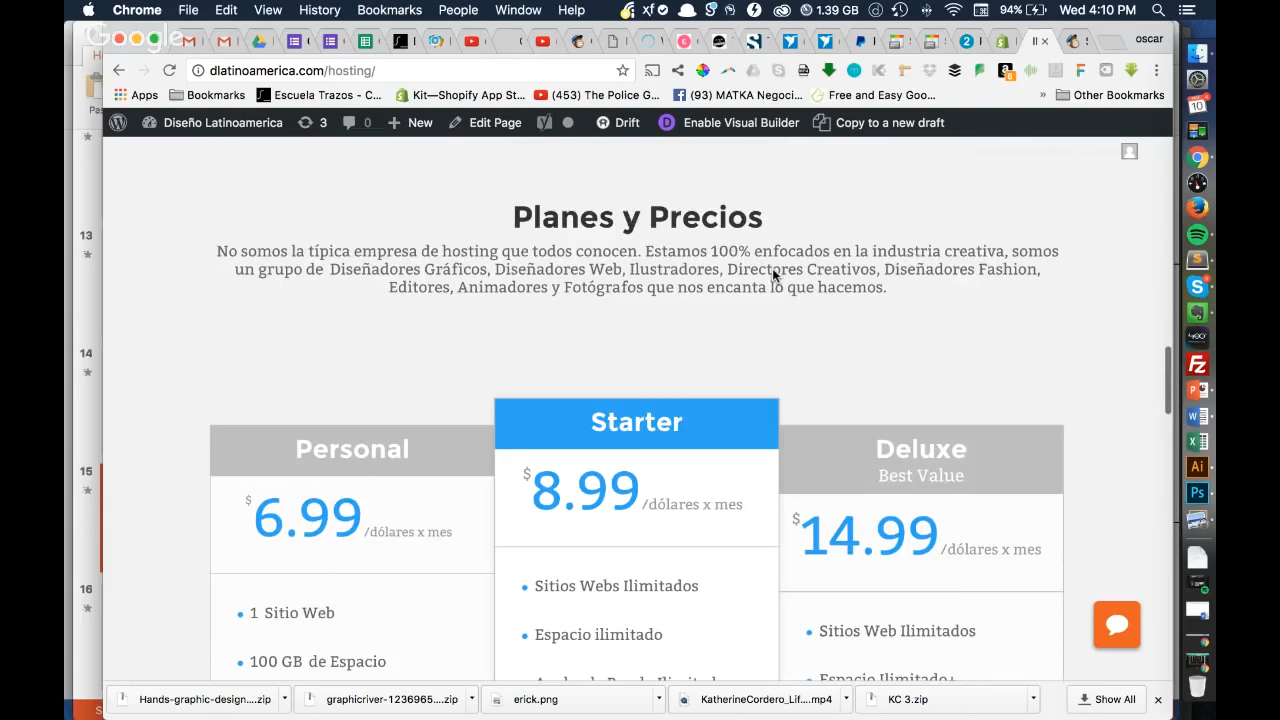 Chrome File Edit View History Bookmarks People Window Help 1.39 GB 94% Wed 4:10 PM
Google
oscar
dlatinoamerica.com/hosting/
Apps Bookmarks Escuela Trazos - C... Kit—Shopify & Est... (453) The Police G... (93) MATKA Negoc... Free and Easy Goo... » Other Bookmarks
Diseño Latinoamerica 3 0 New Edit Page Drift Enable Visual Builder Copy to a new draft
13
14
15
16
Planes y Precios
No somos la típica empresa de hosting que todos conocen. Estamos 100% enfocados en la industria creativa, somos
un grupo de Diseñadores Gráficos, Diseñadores Web, Ilustradores, Directores Creativos, Diseñadores Fashion,
Editores, Animadores y Fotógrafos que nos encanta lo que hacemos.
Personal
$6.99/dólares x mes
1 Sitio Web
100 GB de Espacio
Starter
$8.99/dólares x mes
Sitios Webs Ilimitados
Espacio ilimitado
Deluxe
Best Value
$14.99/dólares x mes
Sitios Web Ilimitados
Espacio Ilimitado+
Hands-graphic-design....zip graphicriver-1236965....zip erick.png KatherineCordero_Lif....mp4 KC 3.zip Show All